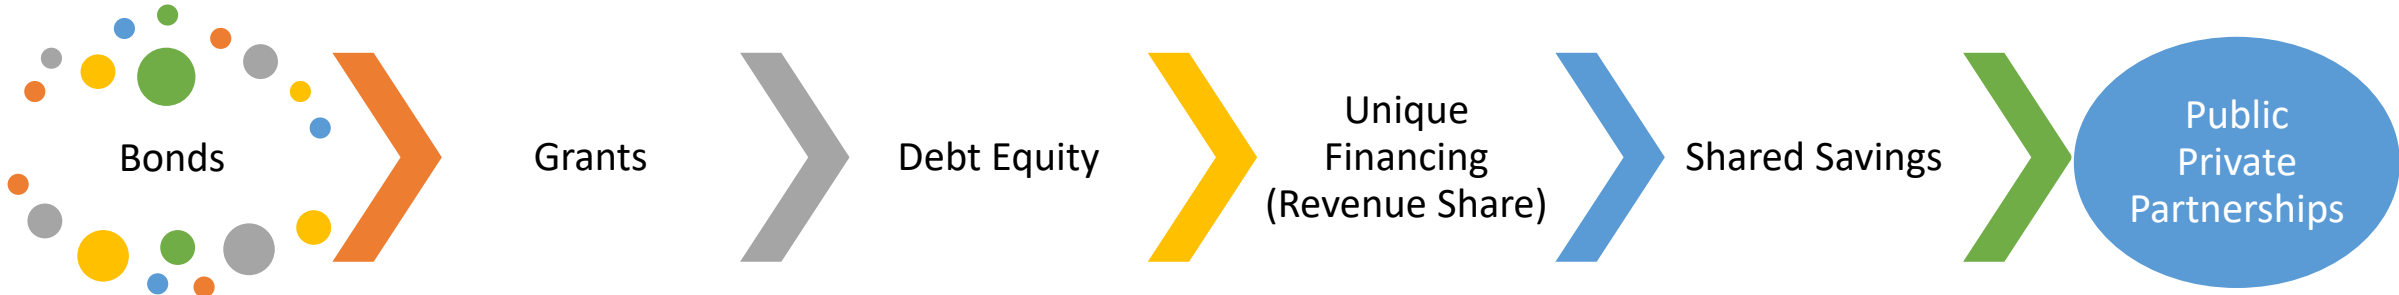 Bonds
Grants
Debt Equity
Unique
Financing
(Revenue Share)
Shared Savings
Public
Private
Partnerships